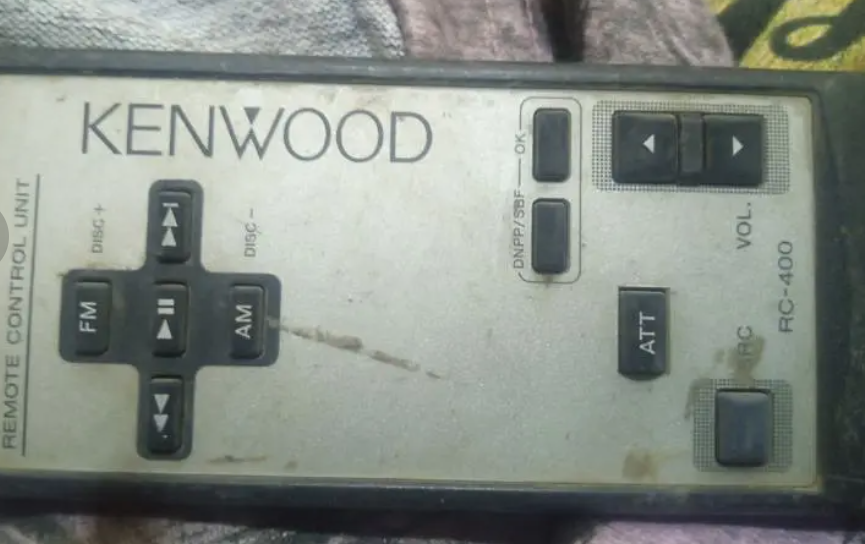 KENWOOD
REMOTE CONTROL UNIT
DISC +
DISC −
FM
AM
DNPP/SBF
OK
VOL.
ATT
RC-400